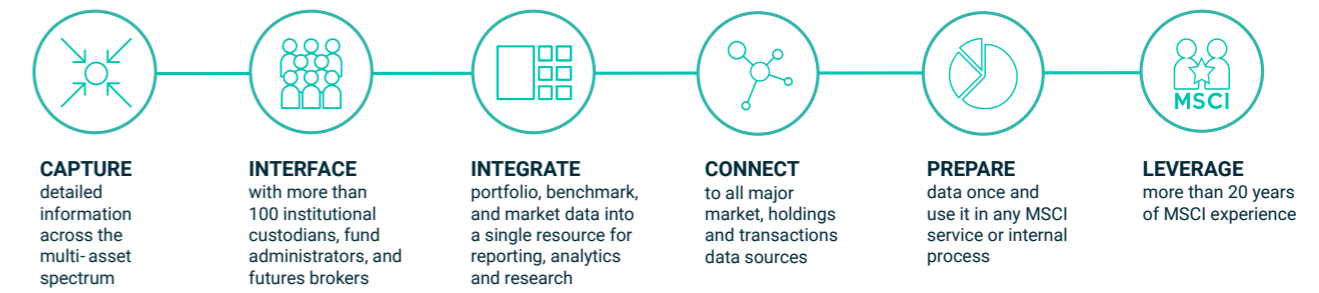 MSCI
CAPTURE
detailed
information
across the
multi- asset
spectrum
INTERFACE
with more than
100 institutional
custodians, fund
administrators, and
futures brokers
INTEGRATE
portfolio, benchmark,
and market data into
a single resource for
reporting, analytics
and research
CONNECT
to all major
market, holdings
and transactions
data sources
PREPARE
data once and
use it in any MSCI
service or internal
process
LEVERAGE
more than 20 years
of MSCI experience